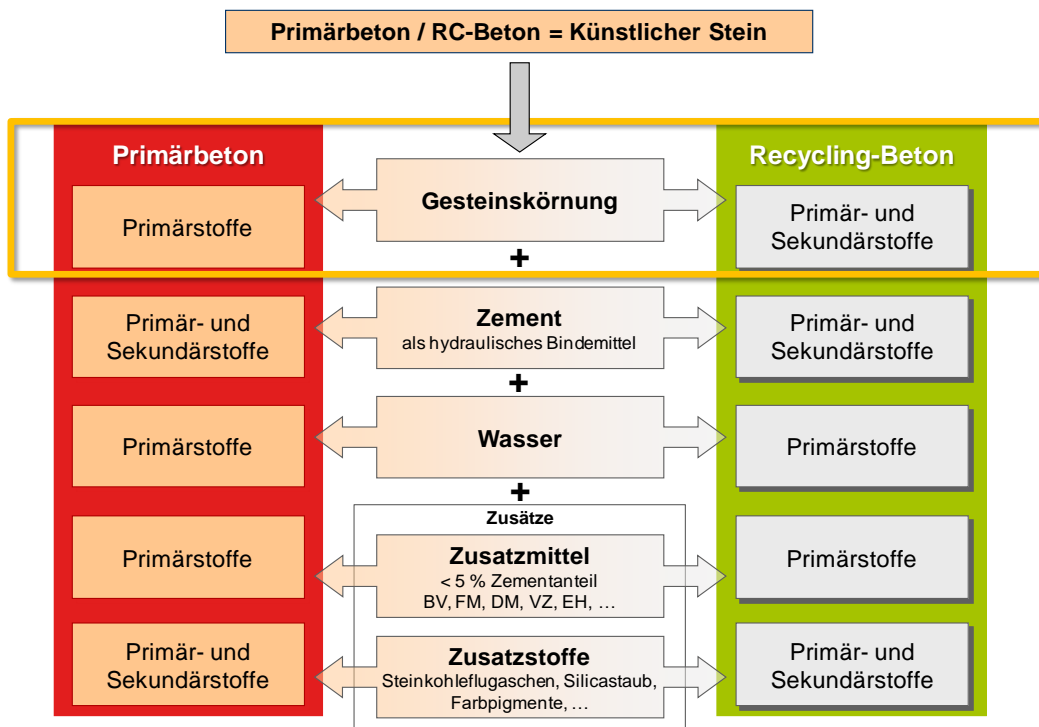 Primärbeton / RC-Beton = Künstlicher Stein
Primärbeton
Recycling-Beton
Primärstoffe
Gesteinskörnung
Primär- und
Sekundärstoffe
+
Primär- und
Sekundärstoffe
Zement
als hydraulisches Bindemittel
Primär- und
Sekundärstoffe
+
Primärstoffe
Wasser
Primärstoffe
+
Zusätze
Primärstoffe
Zusatzmittel
< 5 % Zementanteil
BV, FM, DM, VZ, EH, …
Primärstoffe
Primär- und
Sekundärstoffe
Zusatzstoffe
Steinkohleflugaschen, Silicastaub,
Farbpigmente, …
Primär- und
Sekundärstoffe